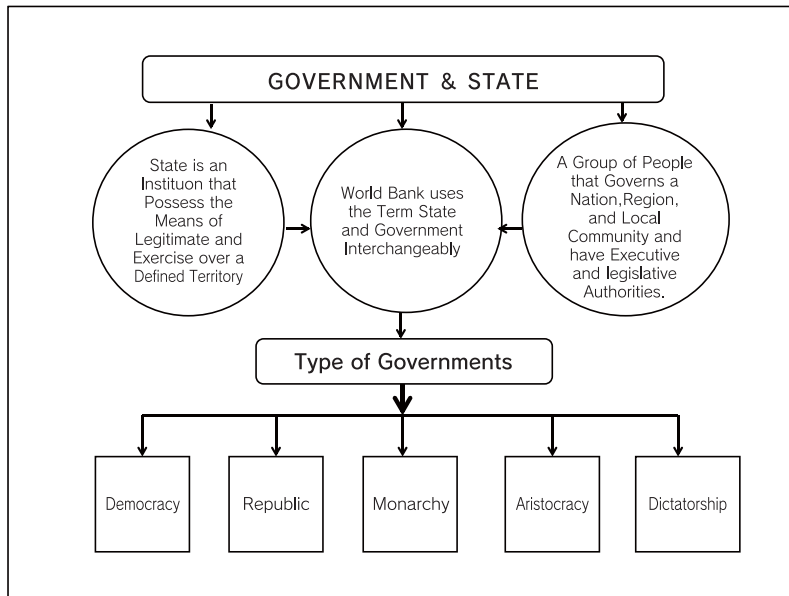 GOVERNMENT & STATE
State is an
Instituon that
Possess the
Means of
Legitimate and
Exercise over a
Defined Territory
World Bank uses
the Term State
and Government
Interchangeably
A Group of People
that Governs a
Nation,Region,
and Local
Community and
have Executive
and legislative
Authorities.
Type of Governments
Democracy
Republic
Monarchy
Aristocracy
Dictatorship